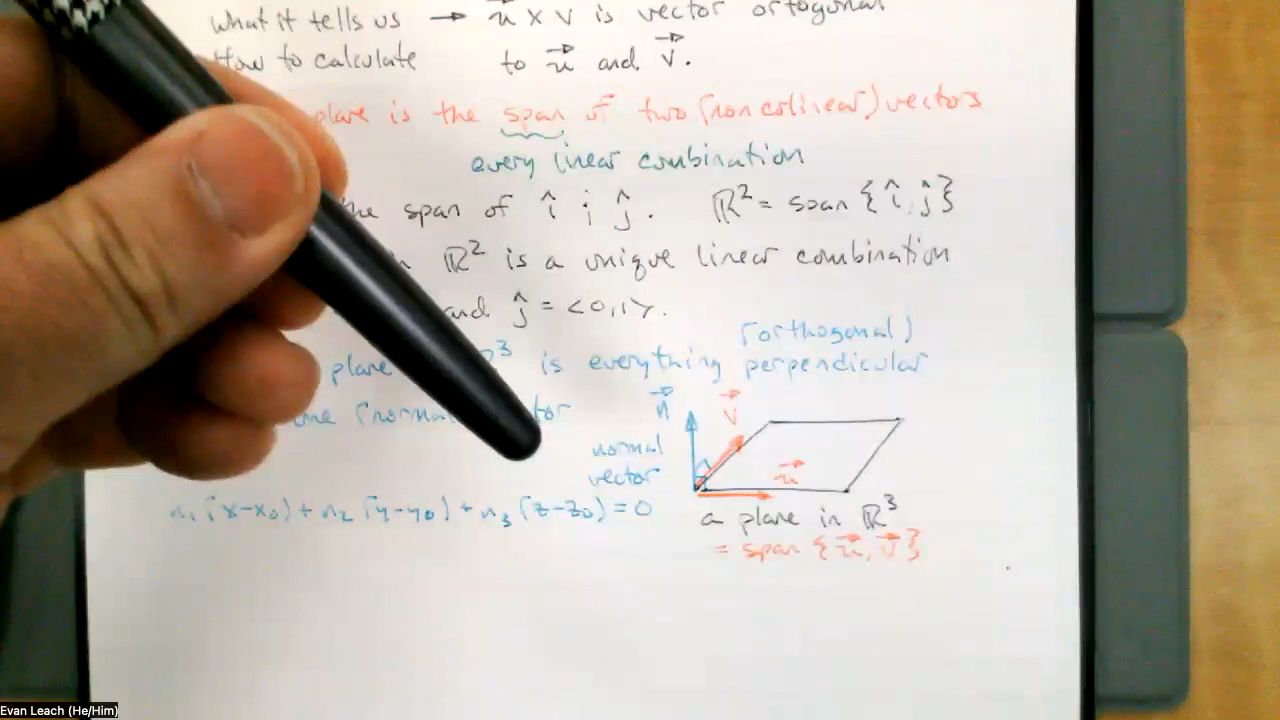 what it tells us → u⃗ x v is vector orthogonal
How to calculate to u⃗ and v⃗.
plane is the span of two (noncolinear) vectors
every linear combination
the span of î ; ĵ. ℝ² = span {î, ĵ}
ℝ² is a unique linear combination
and ĵ = <0,1>.
(orthogonal)
plane ℝ³ is everything perpendicular
one (normal
n⃗ v⃗
normal
vector u⃗
n₁(x-x₀) + n₂(y-y₀) + n₃(z-z₀) = 0
a plane in ℝ³
= span {u⃗, v⃗}
Evan Leach (He/Him)